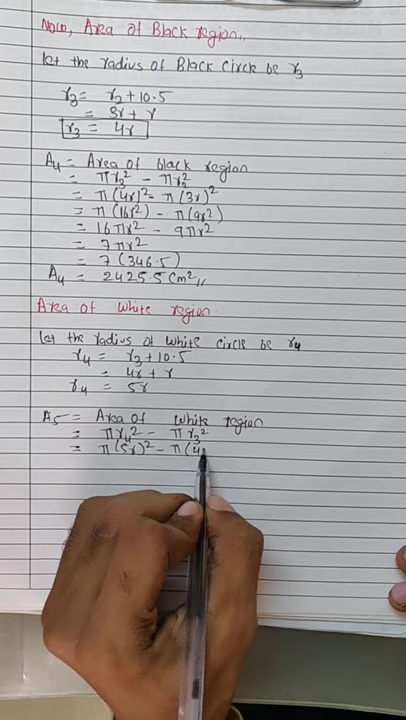 Now, Area of Black region,,
let the radius of Black circle be r₃
r₃ = r₂ + 10.5
= 3r + r
r₃ = 4r
A₄ = Area of black region
= πr₃² - πr₂²
= π(4r)² - π(3r)²
= π(16r²) - π(9r²)
= 16πr² - 9πr²
= 7πr²
= 7(346.5)
A₄ = 2425.5 cm²,,
Area of white region
let the radius of white circle be r₄
r₄ = r₃ + 10.5
= 4r + r
r₄ = 5r
A₅ = Area of white region
= πr₄² - πr₃²
= π(5r)² - π(4